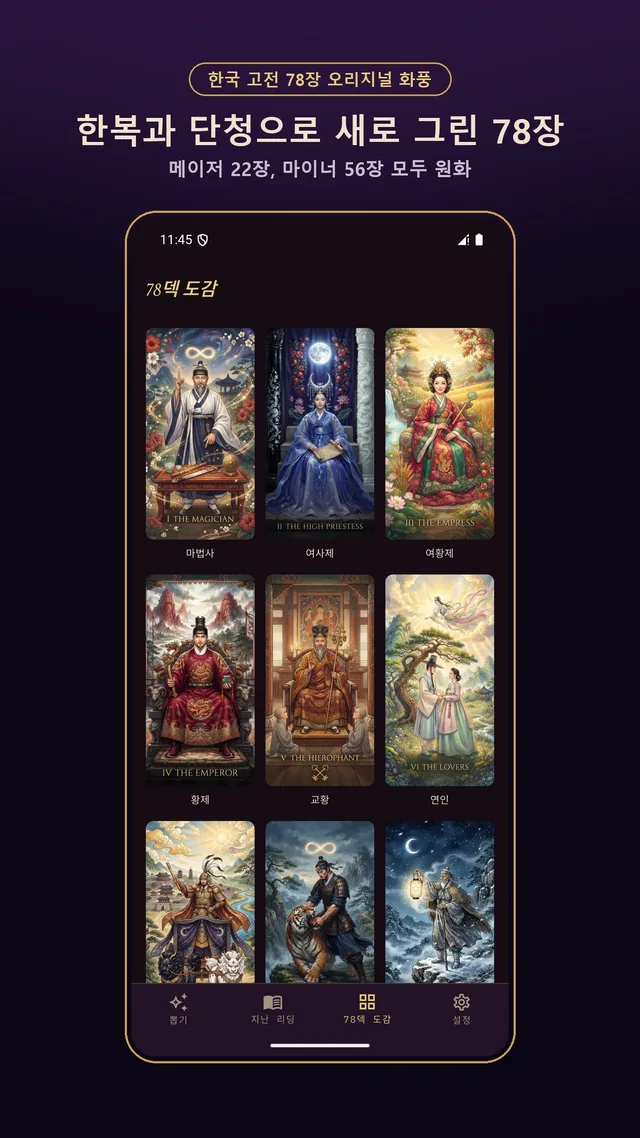 한국 고전 78장 오리지널 화풍
한복과 단청으로 새로 그린 78장
메이저 22장, 마이너 56장 모두 원화
11:45
78덱 도감
I THE MAGICIAN
II THE HIGH PRIESTESS
III THE EMPRESS
마법사
여사제
여황제
IV THE EMPEROR
V THE HIEROPHANT
VI THE LOVERS
황제
교황
연인
뽑기
지난 리딩
78덱 도감
설정